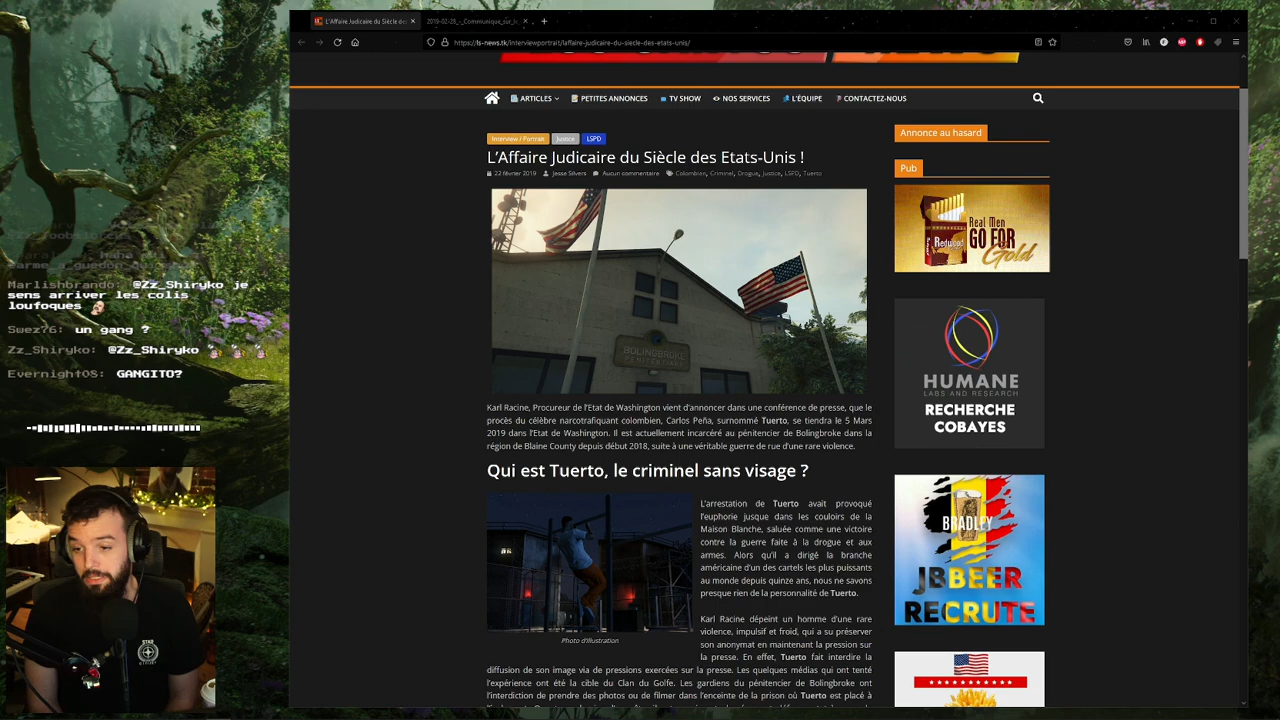 L'Affaire Judicaire du Siècle de
2019-02-25_-_Communique_sur_l
https://ls-news.tk/interviewportrait/laffaire-judicaire-du-siecle-des-etats-unis/
ARTICLES
PETITES ANNONCES
TV SHOW
NOS SERVICES
L'ÉQUIPE
CONTACTEZ-NOUS
Interview / Portrait
Justice
LSPD
L'Affaire Judicaire du Siècle des Etats-Unis !
22 février 2019 Jesse Silvers Aucun commentaire Colombien, Criminel, Drogue, Justice, LSPD, Tuerto
BOLINGBROKE
PENITENTIARY
Karl Racine, Procureur de l'Etat de Washington vient d'annoncer dans une conférence de presse, que le
procès du célèbre narcotrafiquant colombien, Carlos Peña, surnommé Tuerto, se tiendra le 5 Mars
2019 dans l'Etat de Washington. Il est actuellement incarcéré au pénitencier de Bolingbroke dans la
région de Blaine County depuis début 2018, suite à une véritable guerre de rue d'une rare violence.
Qui est Tuerto, le criminel sans visage ?
Photo d'illustration
L'arrestation de Tuerto avait provoqué
l'euphorie jusque dans les couloirs de la
Maison Blanche, saluée comme une victoire
contre la guerre faite à la drogue et aux
armes. Alors qu'il a dirigé la branche
américaine d'un des cartels les plus puissants
au monde depuis quinze ans, nous ne savons
presque rien de la personnalité de Tuerto.
Karl Racine dépeint un homme d'une rare
violence, impulsif et froid, qui a su préserver
son anonymat en maintenant la pression sur
la presse. En effet, Tuerto fait interdire la
diffusion de son image via de pressions exercées sur la presse. Les quelques médias qui ont tenté
l'expérience ont été la cible du Clan du Golfe. Les gardiens du pénitencier de Bolingbroke ont
l'interdiction de prendre des photos ou de filmer dans l'enceinte de la prison où Tuerto est placé à
Annonce au hasard
Pub
Real Men
GO FOR
Gold
Redwood
HUMANE
LABS AND RESEARCH
RECHERCHE
COBAYES
BRADLEY
JBBEER
RECRUTE
Marlishbrando: @Zz_Shiryko je
sens arriver les colis
loufoques
Suez76: un gang ?
Zz_Shiryko: @Zz_Shiryko
Evernight08: GANGITO?
STAR